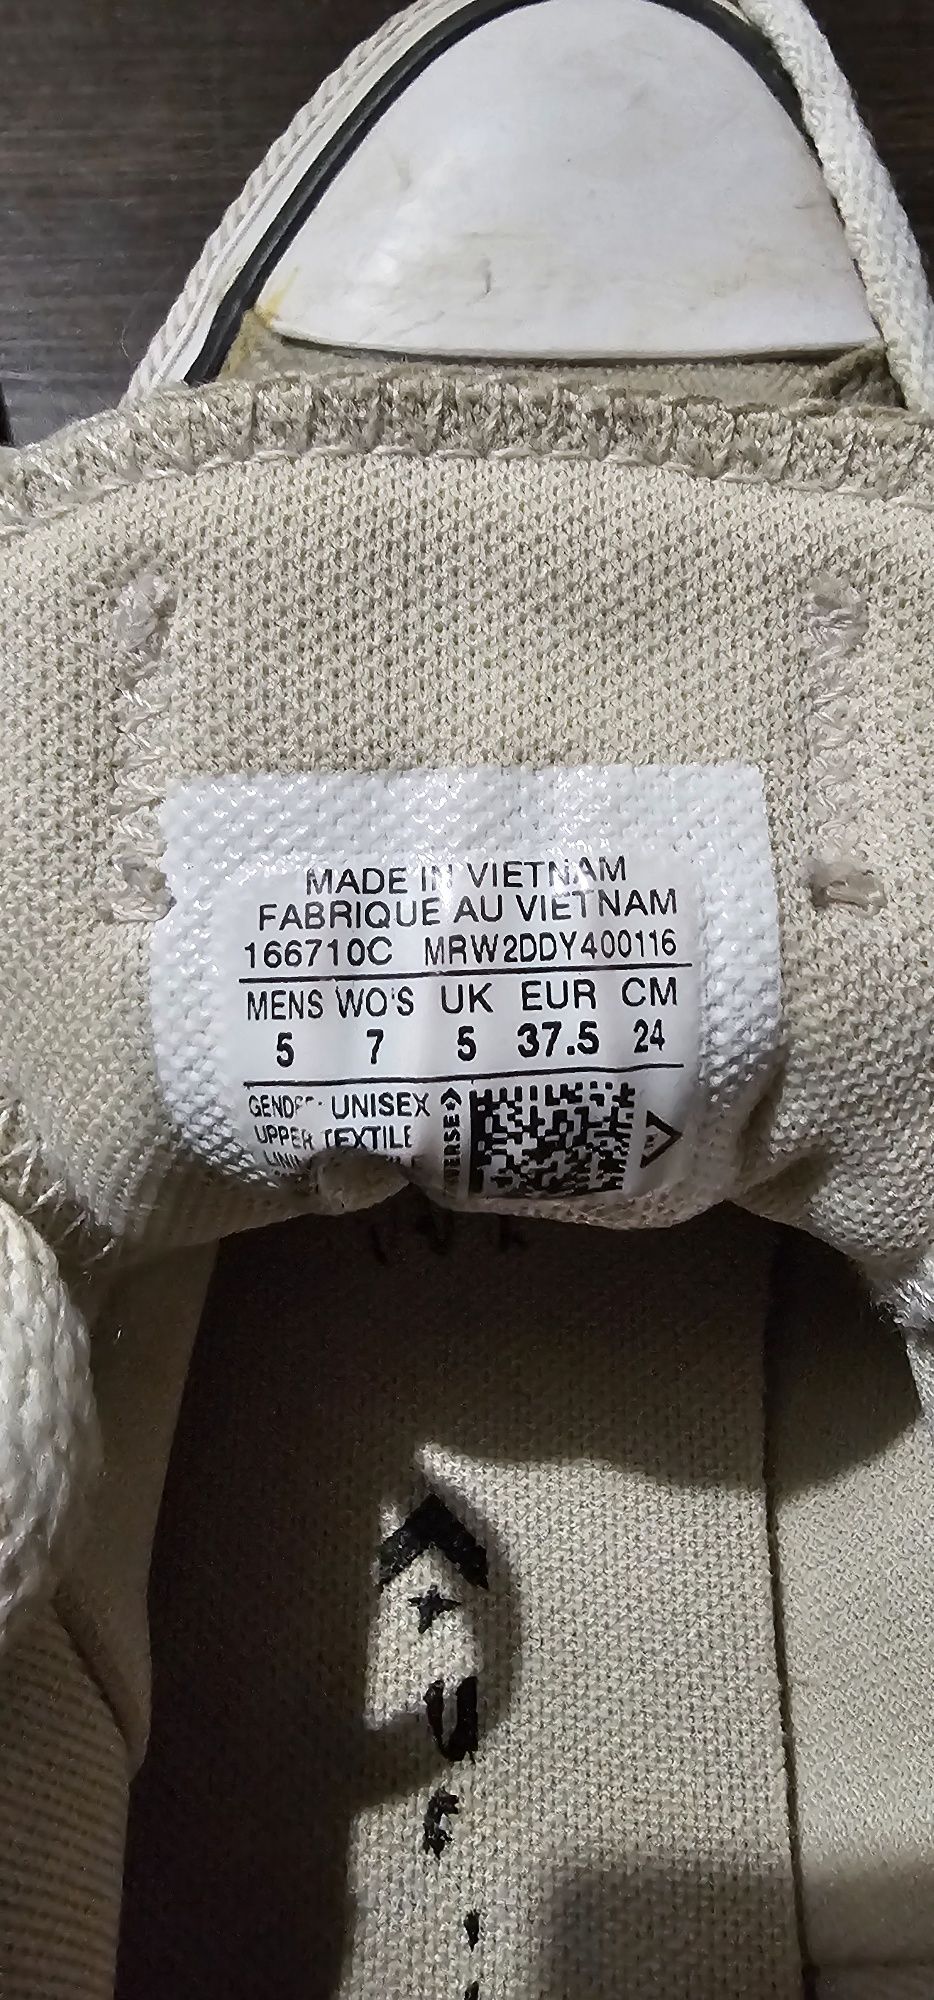 MADE IN VIETNAM
FABRIQUE AU VIETNAM
166710C MRW2DDY400116
MENS WO'S UK EUR CM
5 7 5 37.5 24
UNISEX
UPPER TEXTILE